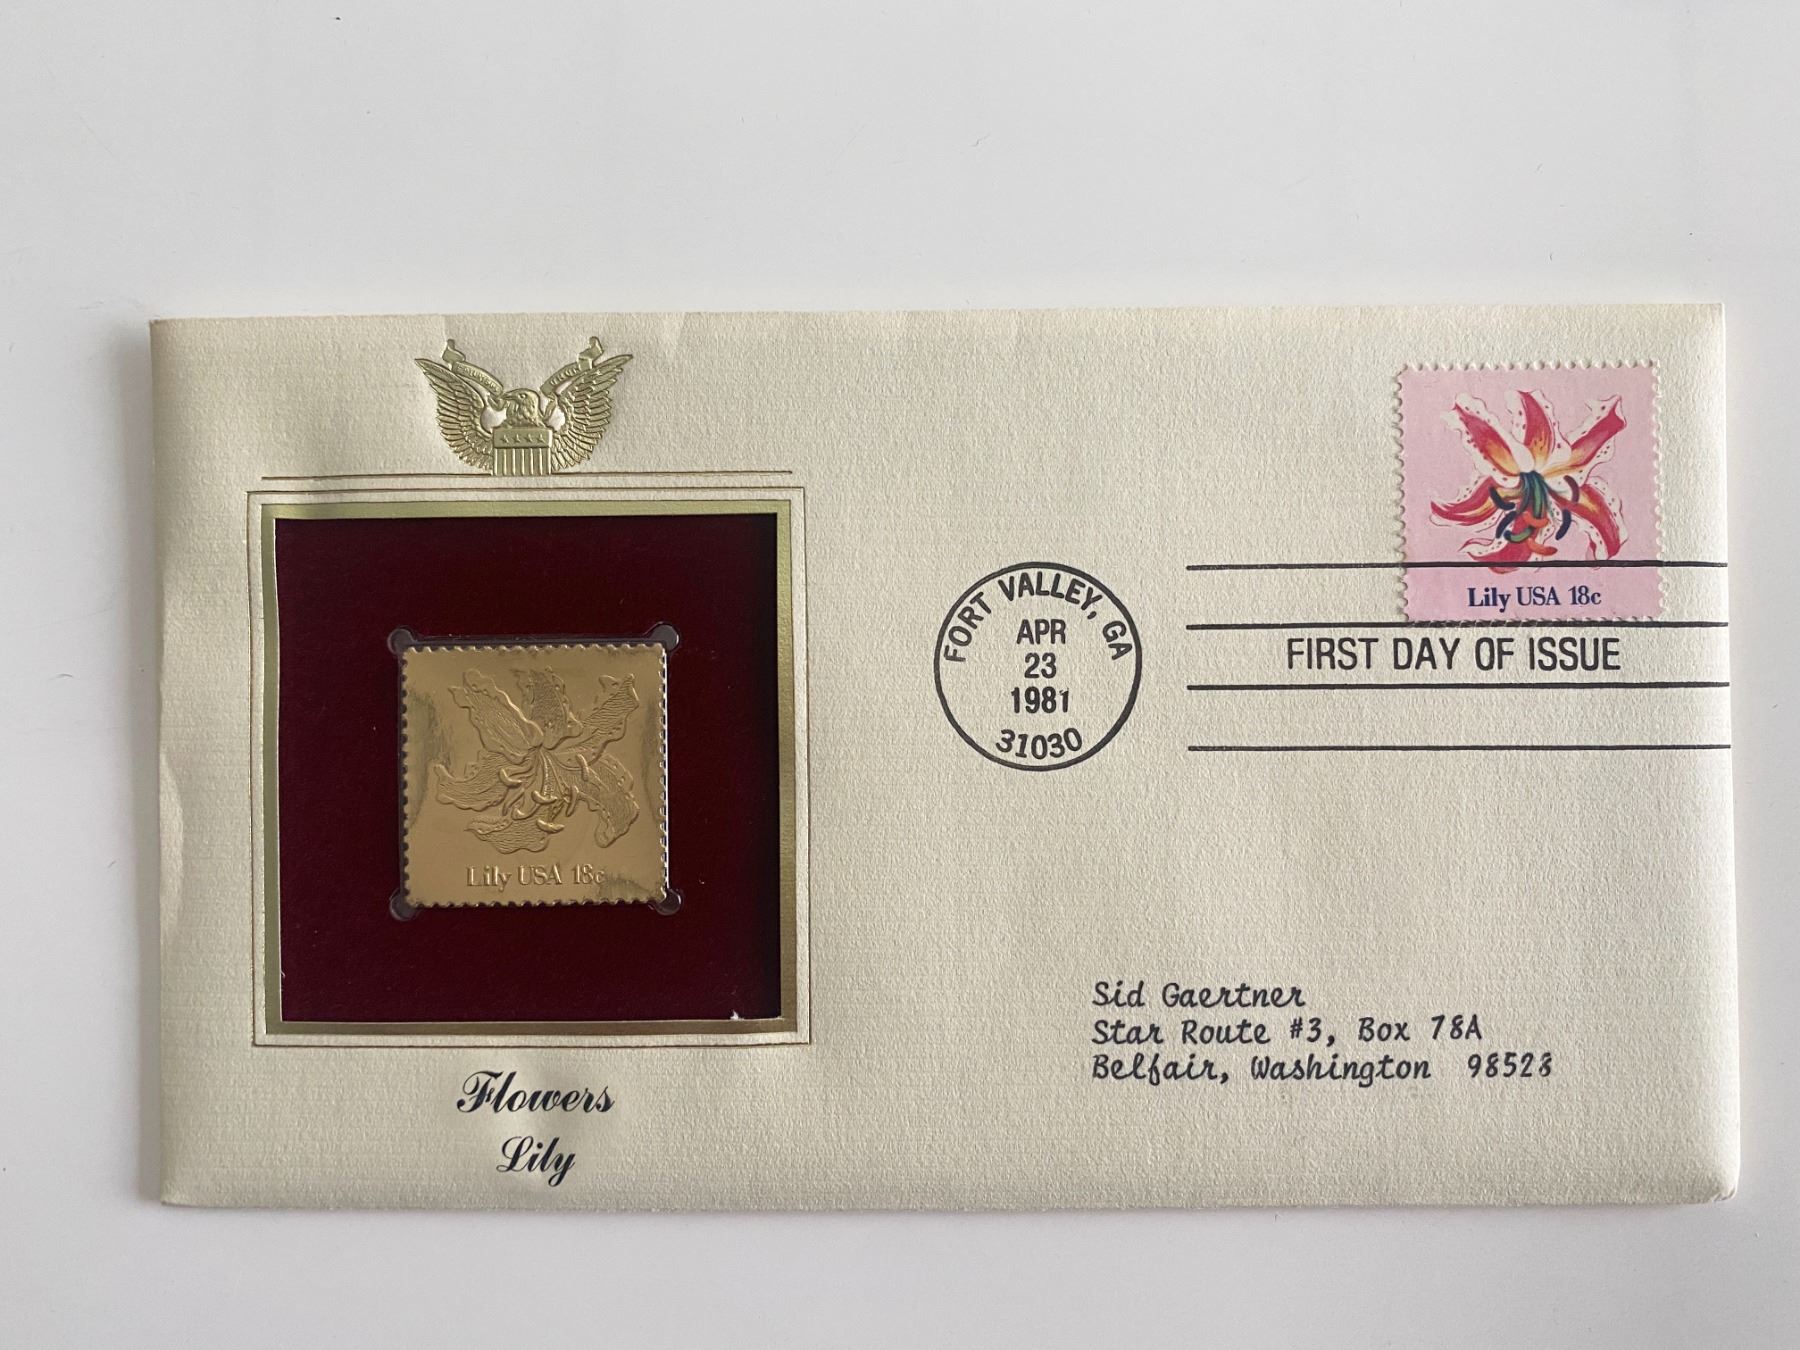 Lily USA 18c
FORT VALLEY, GA
APR
23
1981
31030
FIRST DAY OF ISSUE
Lily USA 18c
Sid Gaertner
Star Route #3, Box 78A
Belfair, Washington 98528
Flowers
Lily